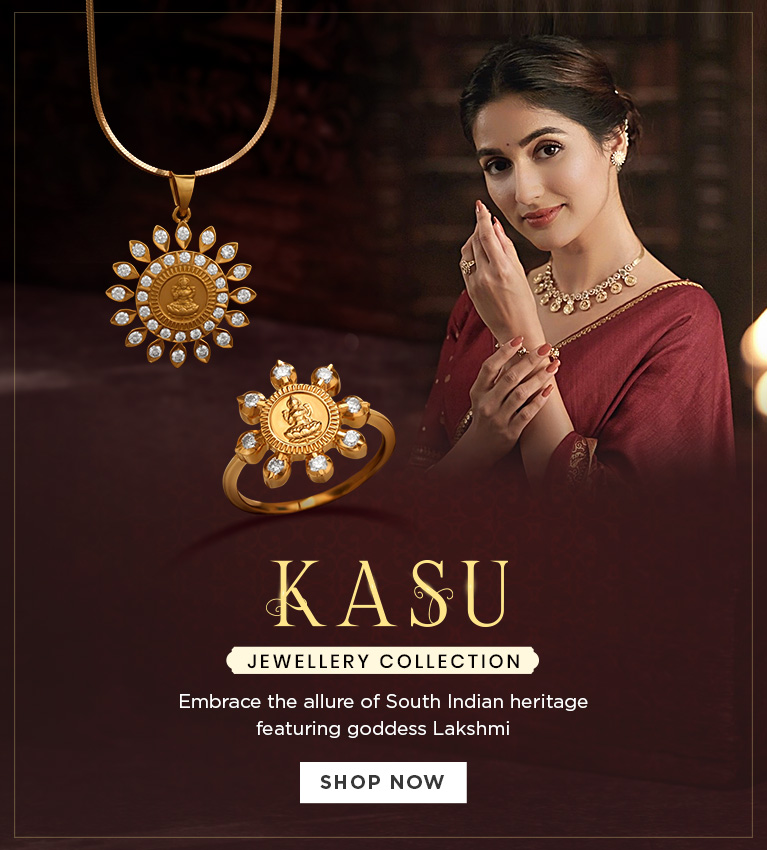 KASU
JEWELLERY COLLECTION
Embrace the allure of South Indian heritage
featuring goddess Lakshmi
SHOP NOW